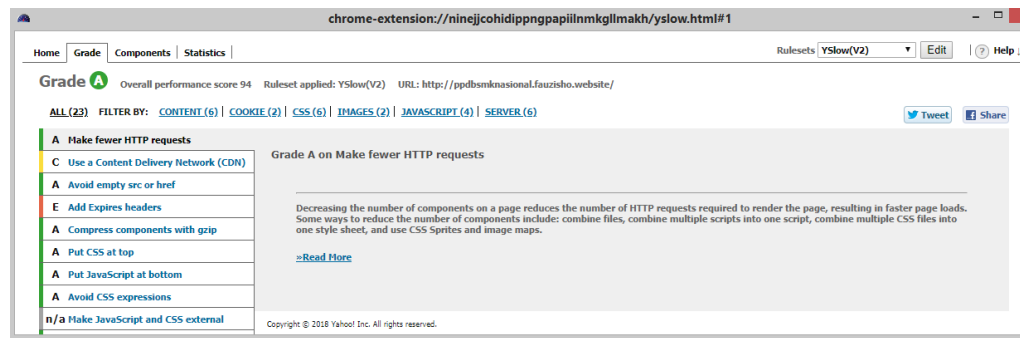 chrome-extension://ninejjcohidippngpapiilnmkgllmakh/yslow.html#1
Home Grade Components Statistics Rulesets YSlow(V2) Edit ? Help
Grade A Overall performance score 94 Ruleset applied: YSlow(V2) URL: http://ppdbsmknasional.fauzisho.website/
ALL (23) FILTER BY: CONTENT (6) | COOKIE (2) | CSS (6) | IMAGES (2) | JAVASCRIPT (4) | SERVER (6) Tweet Share
A Make fewer HTTP requests
C Use a Content Delivery Network (CDN)
A Avoid empty src or href
E Add Expires headers
A Compress components with gzip
A Put CSS at top
A Put JavaScript at bottom
A Avoid CSS expressions
n/a Make JavaScript and CSS external
Grade A on Make fewer HTTP requests
Decreasing the number of components on a page reduces the number of HTTP requests required to render the page, resulting in faster page loads.
Some ways to reduce the number of components include: combine files, combine multiple scripts into one script, combine multiple CSS files into
one style sheet, and use CSS Sprites and image maps.
»Read More
Copyright © 2018 Yahoo! Inc. All rights reserved.